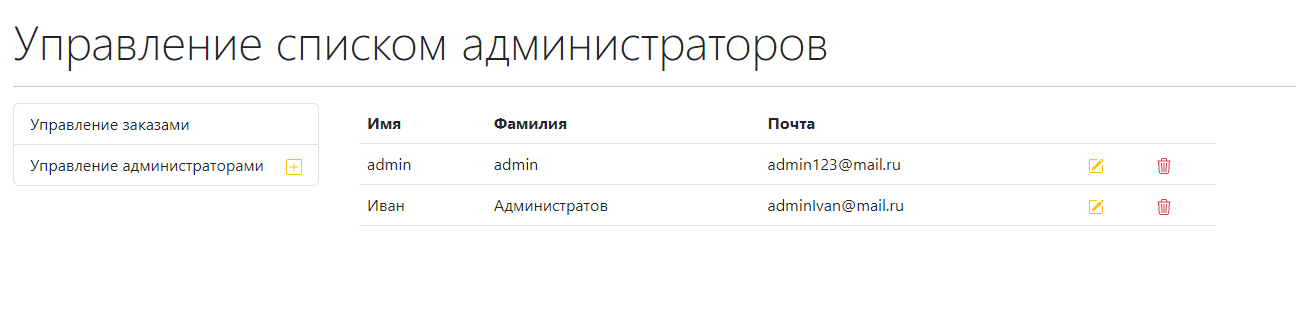 Управление списком администраторов
Управление заказами
Управление администраторами
Имя Фамилия Почта
admin admin admin123@mail.ru
Иван Администратов adminIvan@mail.ru